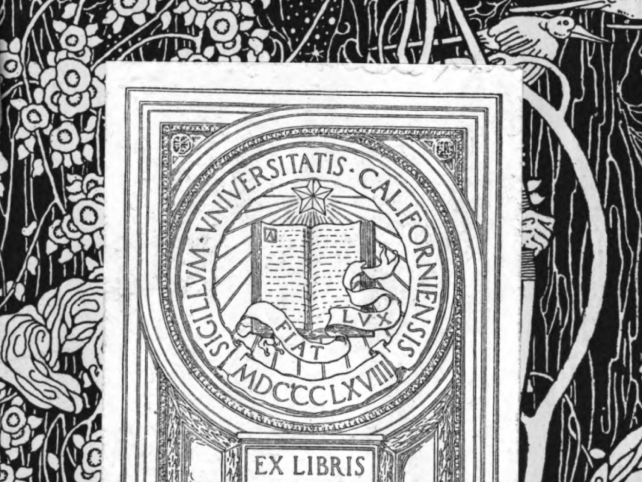 SIGILLVM · VNIVERSITATIS · CALIFORNIENSIS
A
FIAT LVX
MDCCCLXVIII
EX LIBRIS